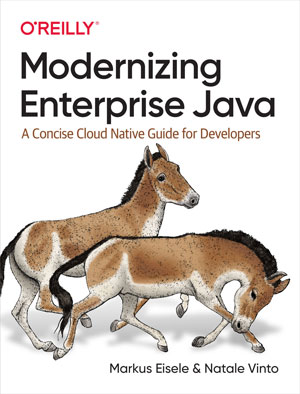 O'REILLY®
Modernizing
Enterprise Java
A Concise Cloud Native Guide for Developers
Markus Eisele & Natale Vinto